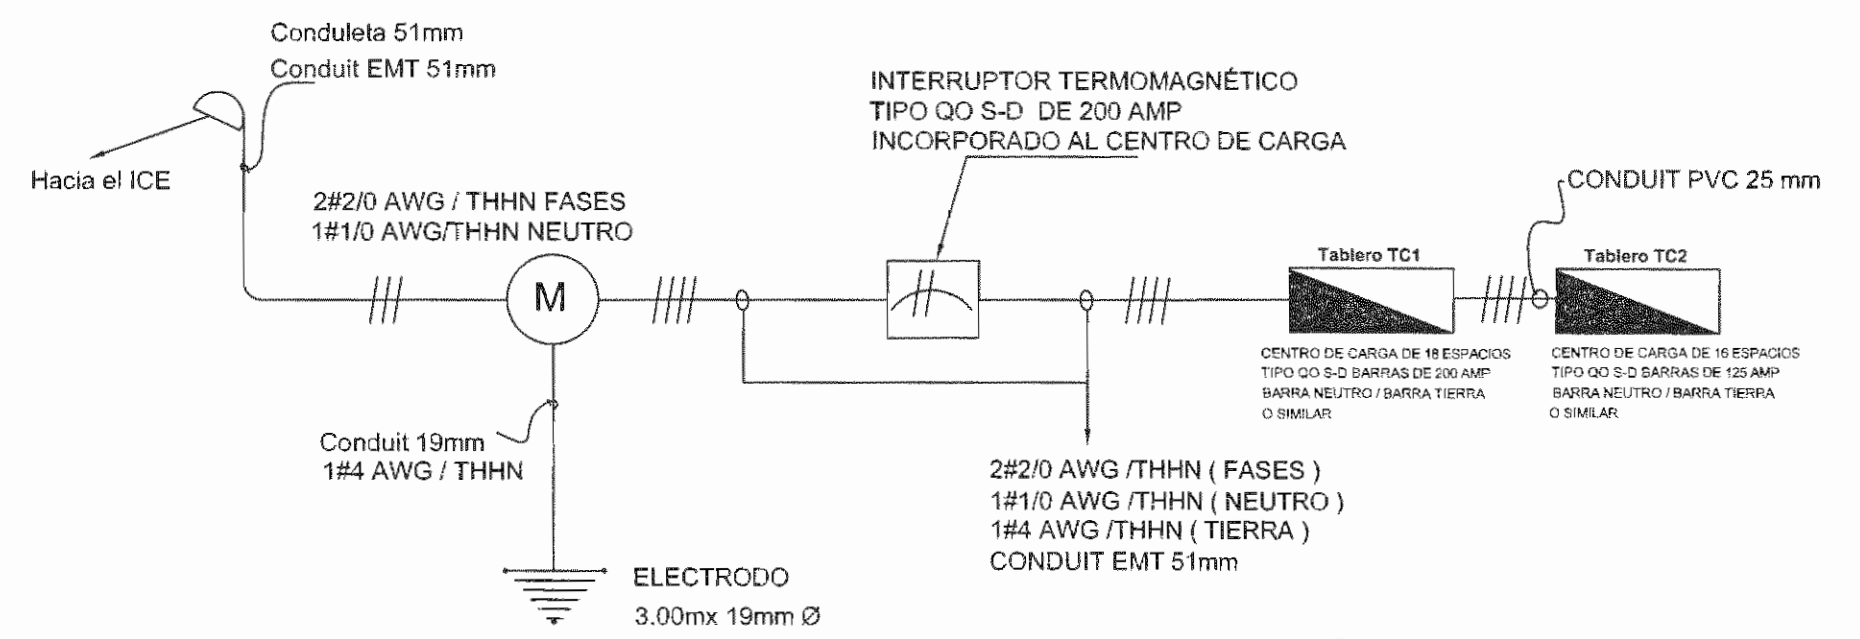 Conduleta 51mm
Conduit EMT 51mm
Hacia el ICE
2#2/0 AWG / THHN FASES
1#1/0 AWG/THHN NEUTRO
M
INTERRUPTOR TERMOMAGNÉTICO
TIPO QO S-D DE 200 AMP
INCORPORADO AL CENTRO DE CARGA
CONDUIT PVC 25 mm
Tablero TC1
CENTRO DE CARGA DE 18 ESPACIOS
TIPO QO S-D BARRAS DE 200 AMP
BARRA NEUTRO / BARRA TIERRA
O SIMILAR
Tablero TC2
CENTRO DE CARGA DE 16 ESPACIOS
TIPO QO S-D BARRAS DE 125 AMP
BARRA NEUTRO / BARRA TIERRA
O SIMILAR
Conduit 19mm
1#4 AWG / THHN
2#2/0 AWG /THHN ( FASES )
1#1/0 AWG /THHN ( NEUTRO )
1#4 AWG /THHN ( TIERRA )
CONDUIT EMT 51mm
ELECTRODO
3.00mx 19mm Ø